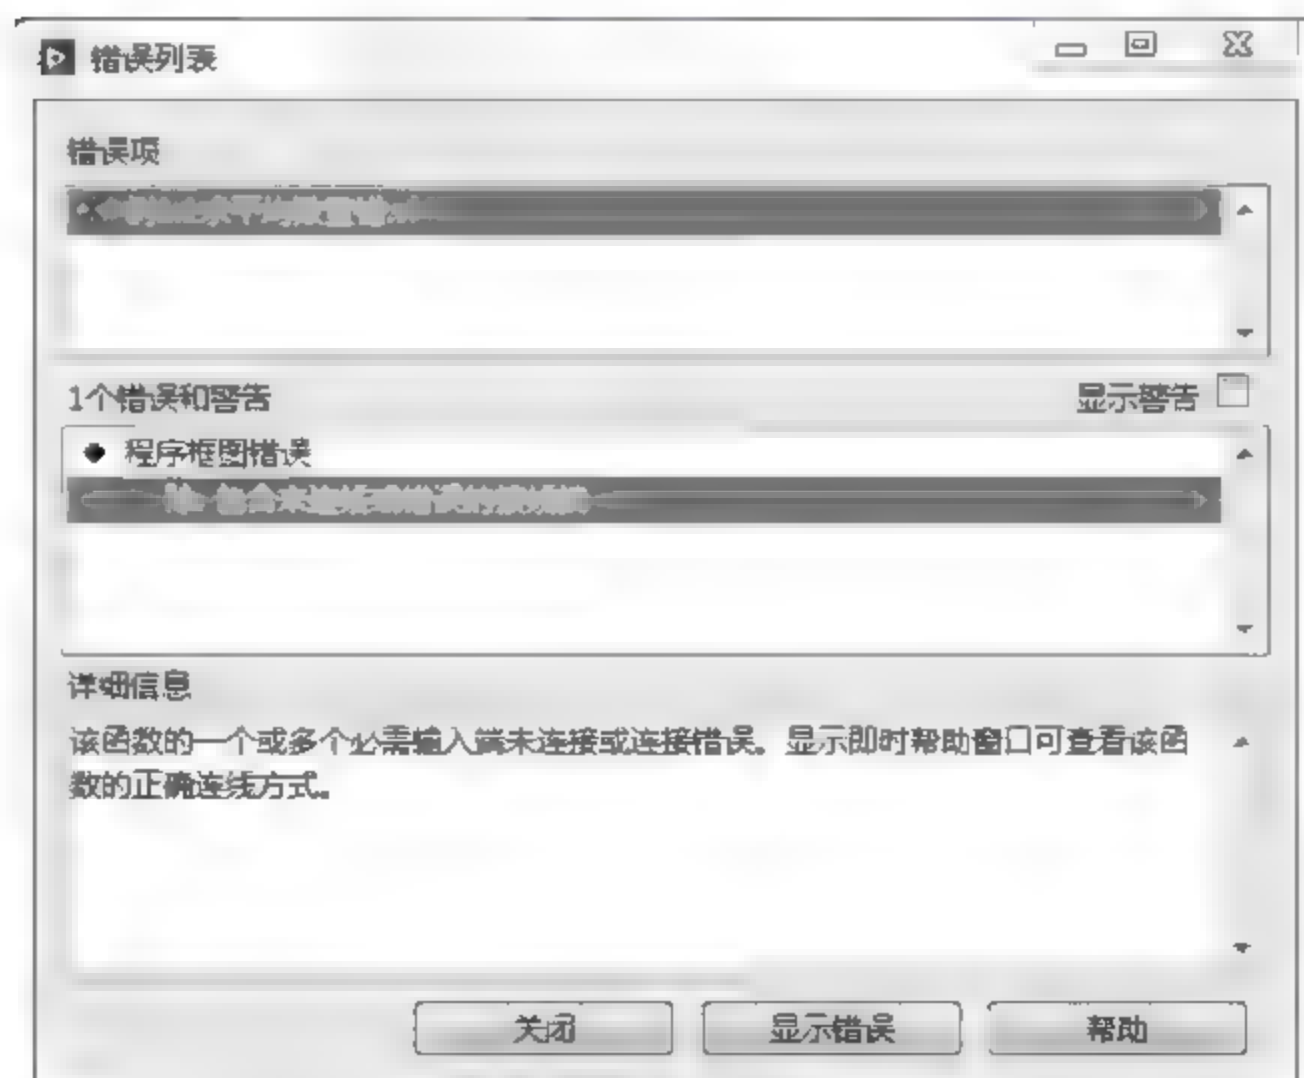 错误列表
错误项
1个错误和警告
显示警告
程序框图错误
详细信息
该函数的一个或多个必需输入端未连接或连接错误。显示即时帮助窗口可查看该函
数的正确连线方式。
关闭
显示错误
帮助